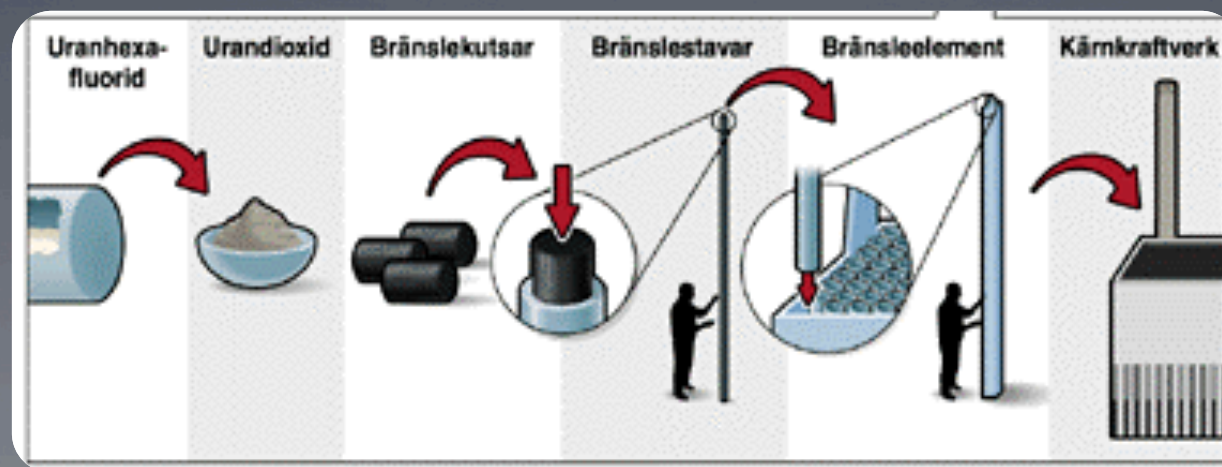 Uranhexa-
fluorid
Urandioxid
Bränslekutsar
Bränslestavar
Bränsleelement
Kärnkraftverk